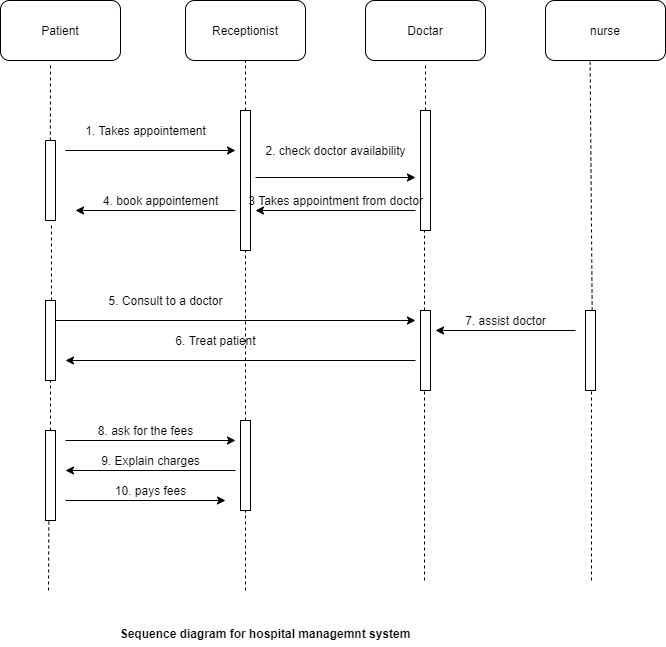 Patient
Receptionist
Doctar
nurse
1. Takes appointement
2. check doctor availability
3 Takes appointment from doctor
4. book appointement
5. Consult to a doctor
6. Treat patient
7. assist doctor
8. ask for the fees
9. Explain charges
10. pays fees
Sequence diagram for hospital managemnt system